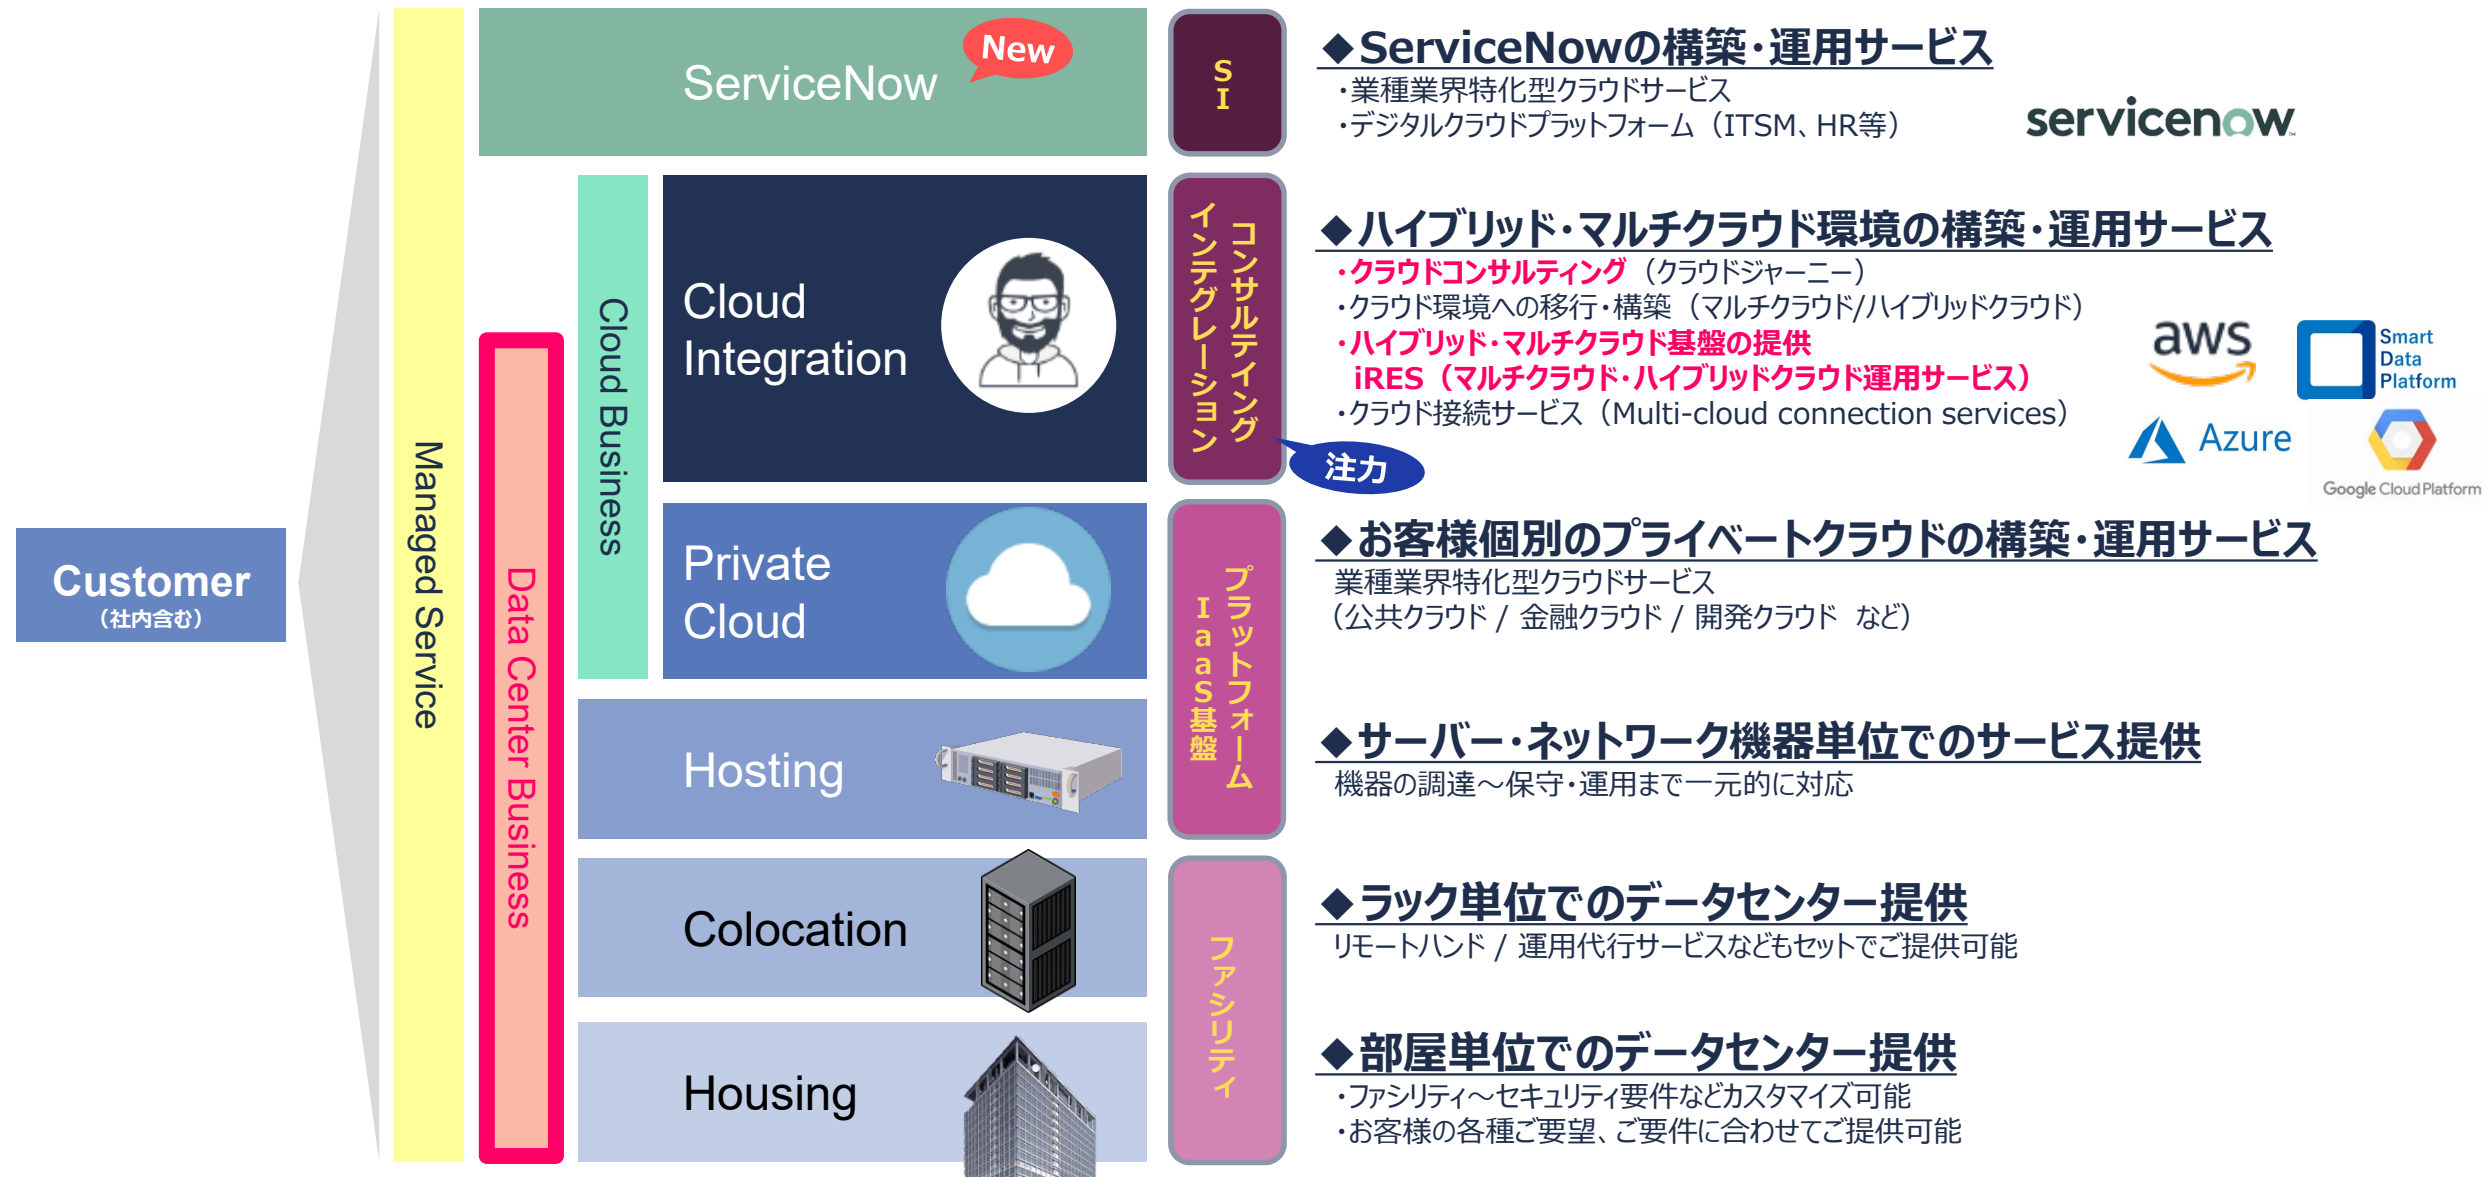 Customer
（社内含む）
Managed Service
Data Center Business
Cloud Business
ServiceNow
New
Cloud
Integration
Private
Cloud
Hosting
Colocation
Housing
SI
コンサルティング
インテグレーション
注力
プラットフォーム
IaaS基盤
ファシリティ
◆ServiceNowの構築・運用サービス
・業種業界特化型クラウドサービス
・デジタルクラウドプラットフォーム（ITSM、HR等）
servicenow
◆ハイブリッド・マルチクラウド環境の構築・運用サービス
・クラウドコンサルティング（クラウドジャーニー）
・クラウド環境への移行・構築（マルチクラウド/ハイブリッドクラウド）
・ハイブリッド・マルチクラウド基盤の提供
iRES（マルチクラウド・ハイブリッドクラウド運用サービス）
・クラウド接続サービス（Multi-cloud connection services）
aws
Smart
Data
Platform
Azure
Google Cloud Platform
◆お客様個別のプライベートクラウドの構築・運用サービス
業種業界特化型クラウドサービス
（公共クラウド / 金融クラウド / 開発クラウド など）
◆サーバー・ネットワーク機器単位でのサービス提供
機器の調達～保守・運用まで一元的に対応
◆ラック単位でのデータセンター提供
リモートハンド / 運用代行サービスなどもセットでご提供可能
◆部屋単位でのデータセンター提供
・ファシリティ～セキュリティ要件などカスタマイズ可能
・お客様の各種ご要望、ご要件に合わせてご提供可能